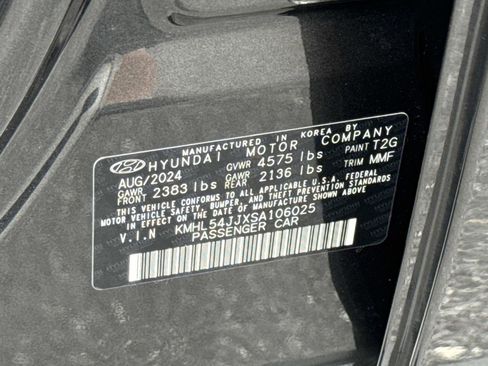 MANUFACTURED IN KOREA BY
HYUNDAI MOTOR COMPANY
AUG/2024 GVWR 4575 lbs PAINT T2G
GAWR FRONT 2383 lbs GAWR REAR 2136 lbs TRIM MMF
THIS VEHICLE CONFORMS TO ALL APPLICABLE U.S. FEDERAL
MOTOR VEHICLE SAFETY, BUMPER, AND THEFT PREVENTION STANDARDS
IN EFFECT ON THE DATE OF MANUFACTURE SHOWN ABOVE.
V.I.N KMHL54JJXSA106025
PASSENGER CAR